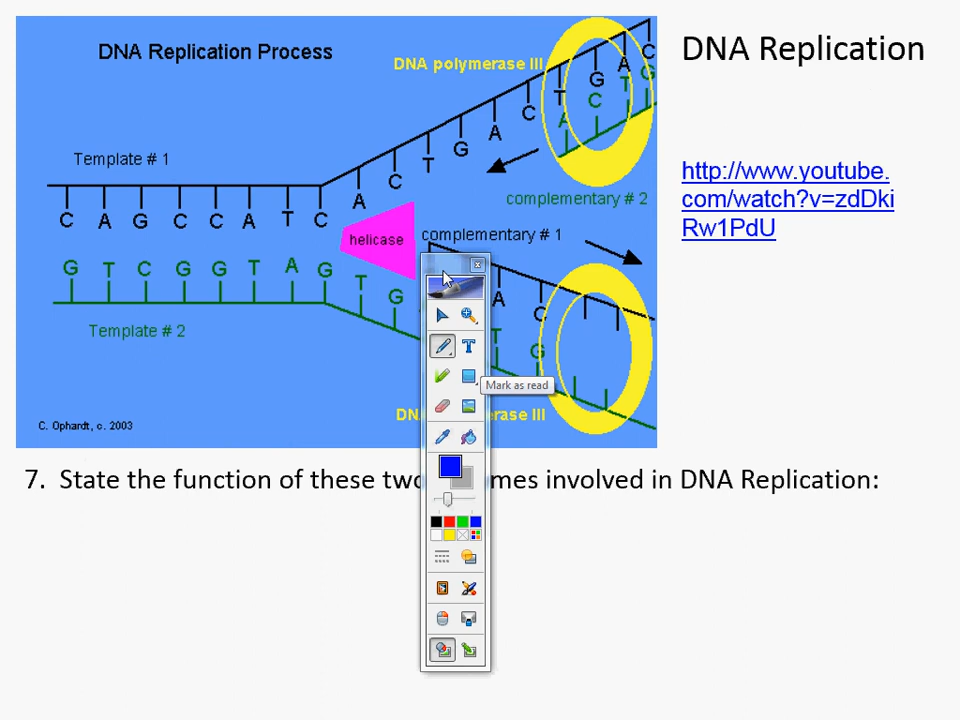 DNA Replication
DNA Replication Process
DNA polymerase III
C
A
G
T
C
A
G
T
C
A
G
T
C
A
Template # 1
http://www.youtube.
com/watch?v=zdDki
Rw1PdU
complementary # 2
C A G C C A T C
complementary # 1
helicase
G T C G G T A G
T
G
A
C
T
G
Template # 2
Mark as read
DN
erase III
C. Ophardt, c. 2003
7. State the function of these two mes involved in DNA Replication: